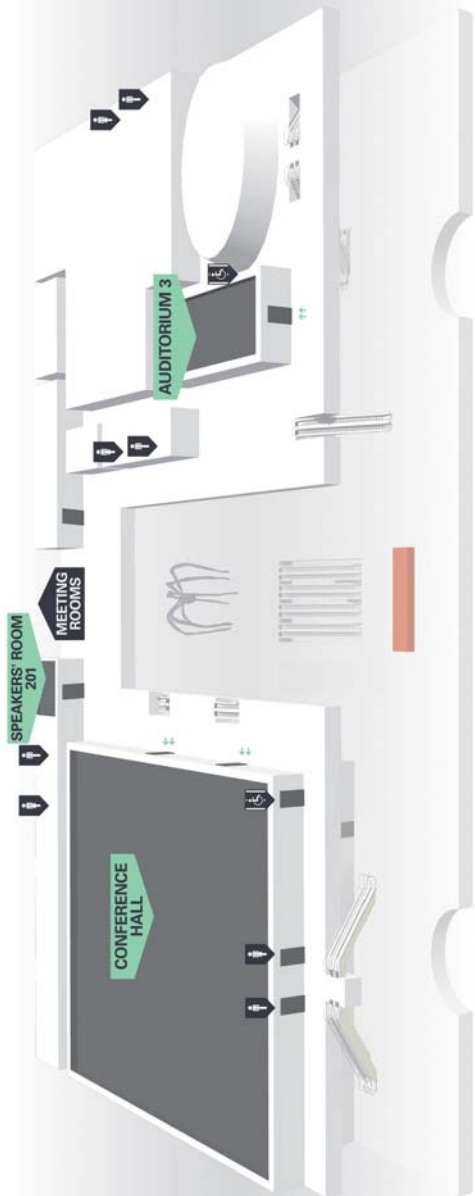 SPEAKERS' ROOM
201
MEETING
ROOMS
CONFERENCE
HALL
AUDITORIUM 3